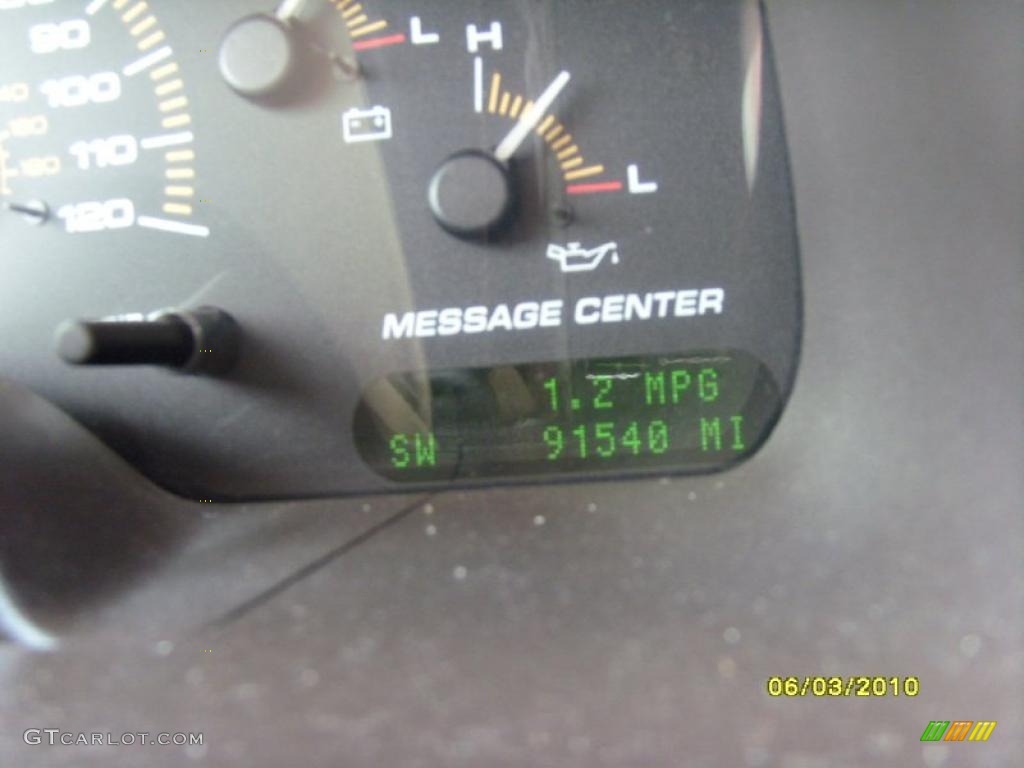 90
100
110
120
L
H
L
MESSAGE CENTER
1.2 MPG
SW 91540 MI
06/03/2010
GTCARLOT.COM